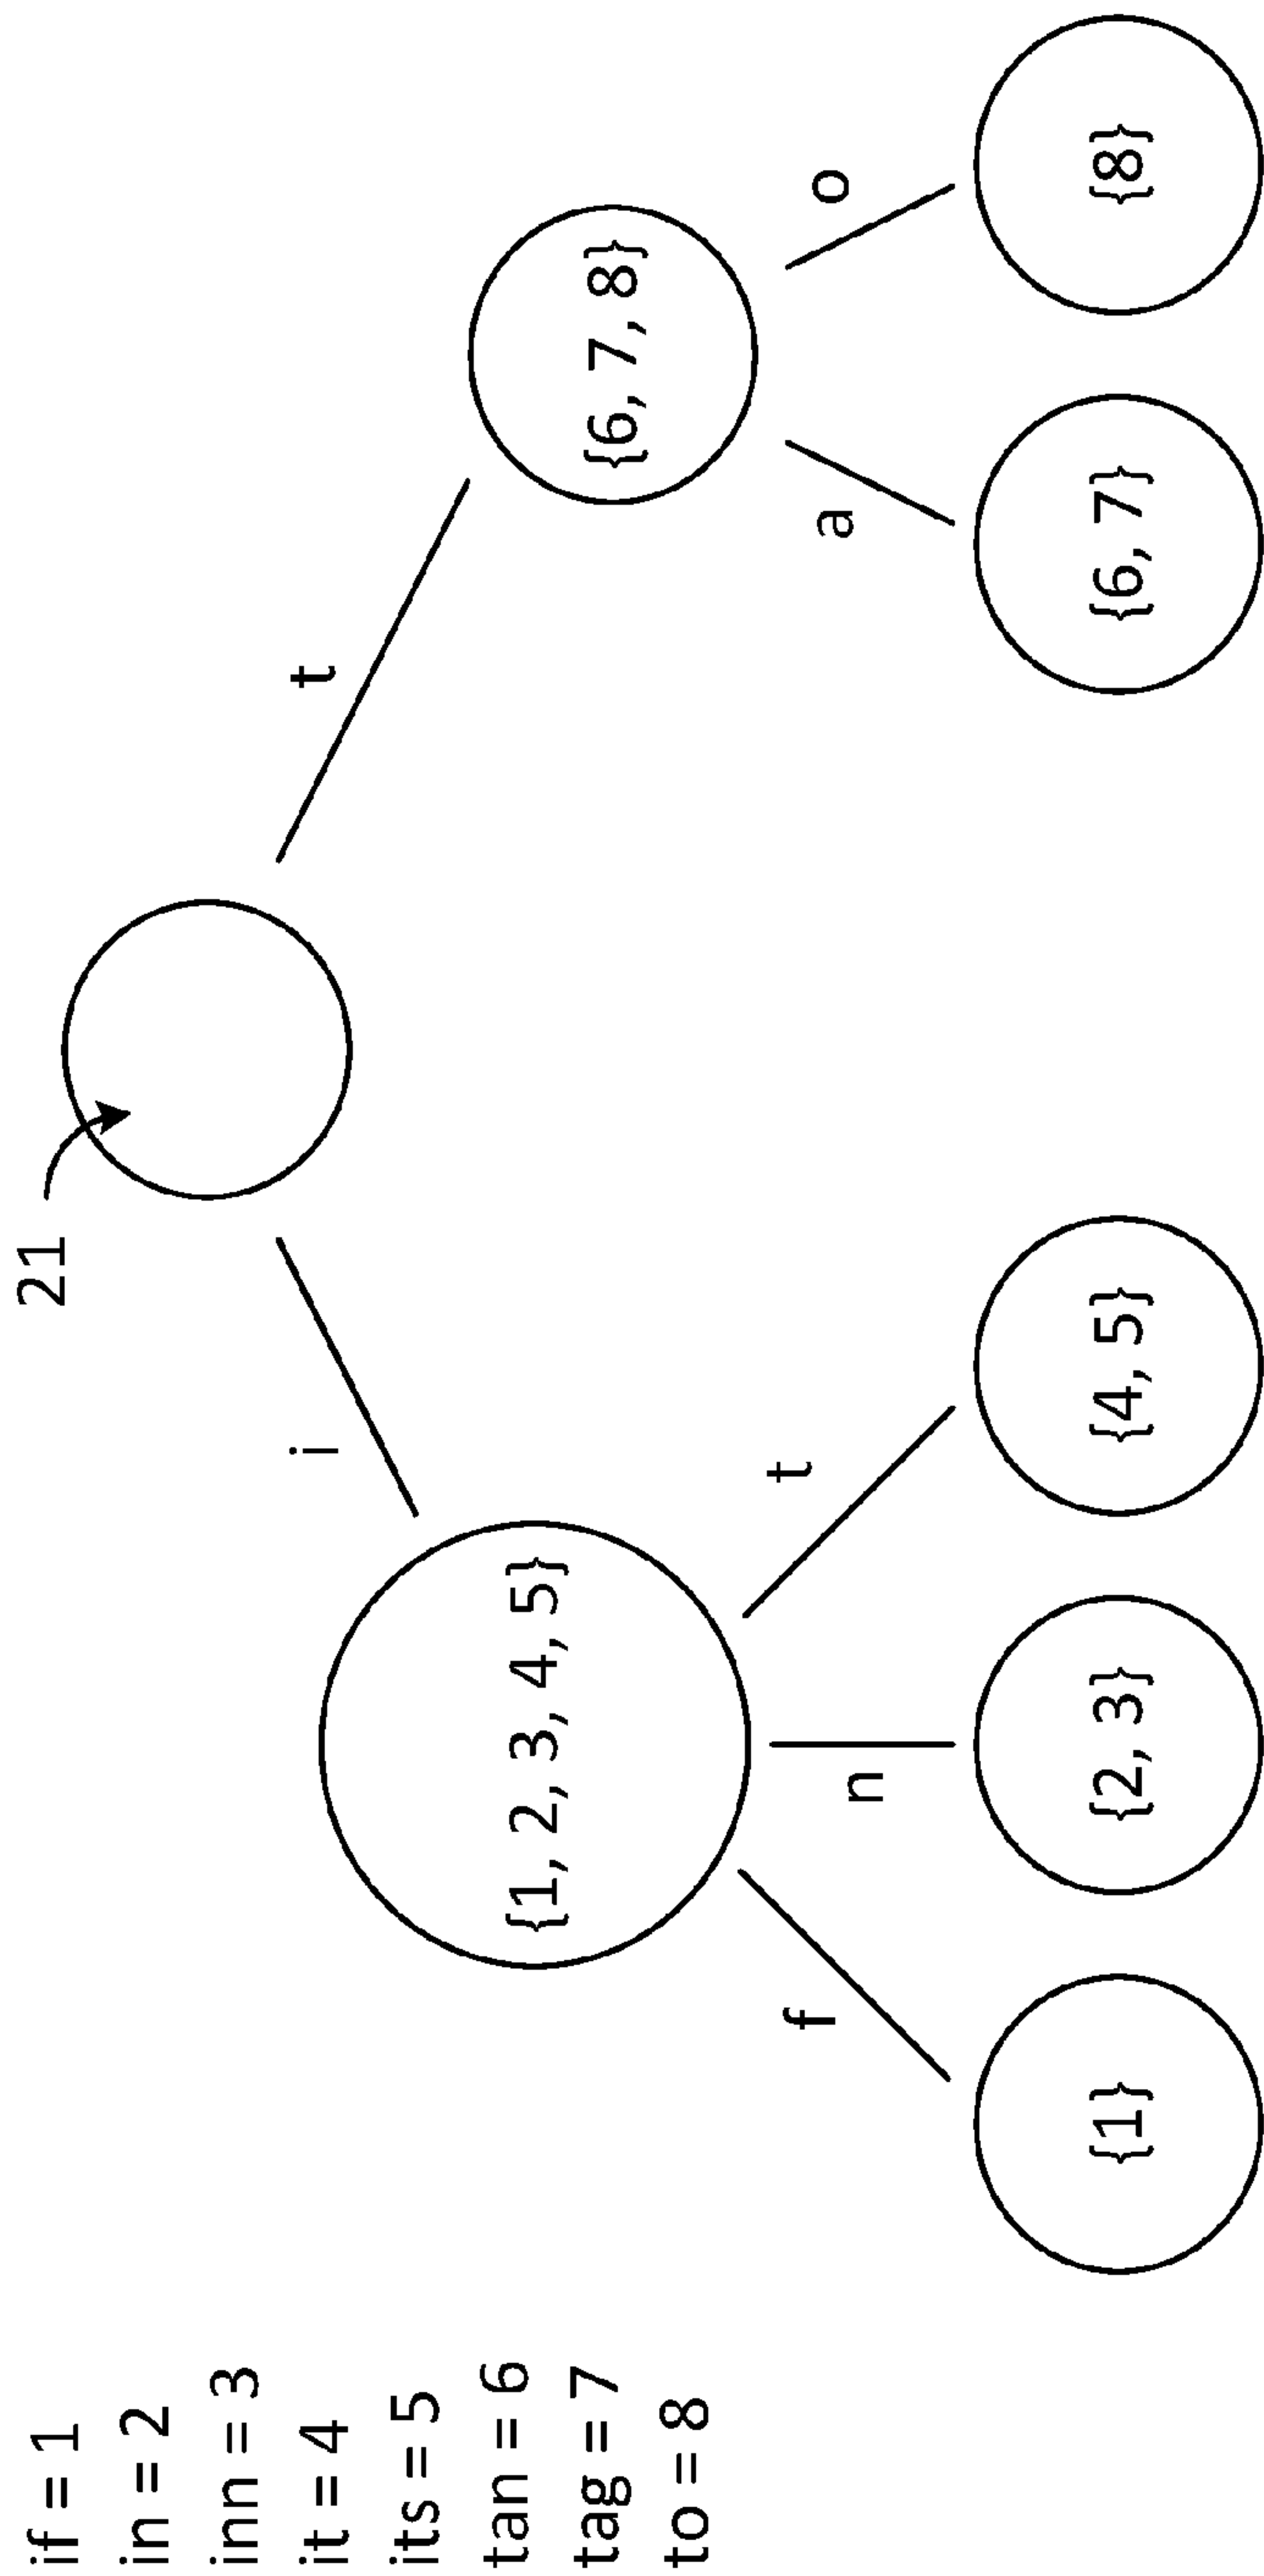 if = 1
in = 2
inn = 3
it = 4
its = 5
tan = 6
tag = 7
to = 8
21
i
t
{1, 2, 3, 4, 5}
{6, 7, 8}
f
n
t
a
o
{1}
{2, 3}
{4, 5}
{6, 7}
{8}